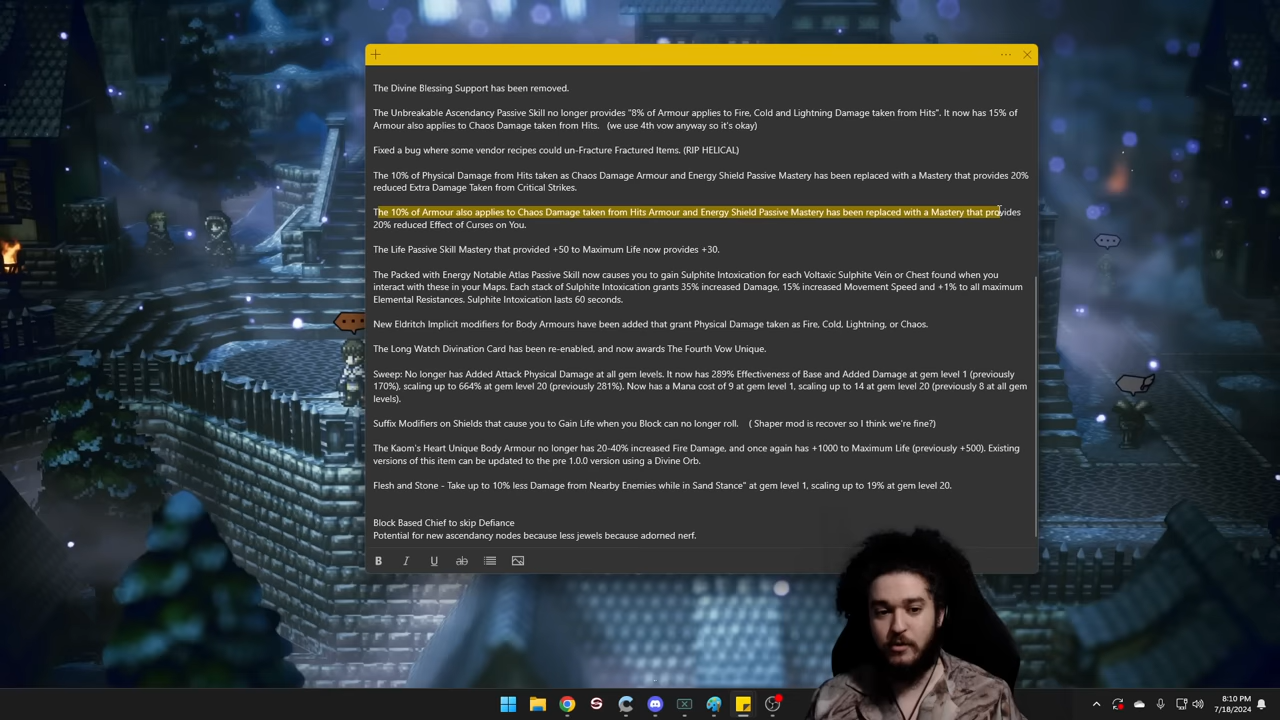 The Divine Blessing Support has been removed.
The Unbreakable Ascendancy Passive Skill no longer provides "8% of Armour applies to Fire, Cold and Lightning Damage taken from Hits". It now has 15% of
Armour also applies to Chaos Damage taken from Hits. (we use 4th vow anyway so it's okay)
Fixed a bug where some vendor recipes could un-Fracture Fractured Items. (RIP HELICAL)
The 10% of Physical Damage from Hits taken as Chaos Damage Armour and Energy Shield Passive Mastery has been replaced with a Mastery that provides 20%
reduced Extra Damage Taken from Critical Strikes.
The 10% of Armour also applies to Chaos Damage taken from Hits Armour and Energy Shield Passive Mastery has been replaced with a Mastery that provides
20% reduced Effect of Curses on You.
The Life Passive Skill Mastery that provided +50 to Maximum Life now provides +30.
The Packed with Energy Notable Atlas Passive Skill now causes you to gain Sulphite Intoxication for each Voltaxic Sulphite Vein or Chest found when you
interact with these in your Maps. Each stack of Sulphite Intoxication grants 35% increased Damage, 15% increased Movement Speed and +1% to all maximum
Elemental Resistances. Sulphite Intoxication lasts 60 seconds.
New Eldritch Implicit modifiers for Body Armours have been added that grant Physical Damage taken as Fire, Cold, Lightning, or Chaos.
The Long Watch Divination Card has been re-enabled, and now awards The Fourth Vow Unique.
Sweep: No longer has Added Attack Physical Damage at all gem levels. It now has 289% Effectiveness of Base and Added Damage at gem level 1 (previously
170%), scaling up to 664% at gem level 20 (previously 281%). Now has a Mana cost of 9 at gem level 1, scaling up to 14 at gem level 20 (previously 8 at all gem
levels).
Suffix Modifiers on Shields that cause you to Gain Life when you Block can no longer roll. ( Shaper mod is recover so I think we're fine?)
The Kaom's Heart Unique Body Armour no longer has 20-40% increased Fire Damage, and once again has +1000 to Maximum Life (previously +500). Existing
versions of this item can be updated to the pre 1.0.0 version using a Divine Orb.
Flesh and Stone - Take up to 10% less Damage from Nearby Enemies while in Sand Stance" at gem level 1, scaling up to 19% at gem level 20.
Block Based Chief to skip Defiance
Potential for new ascendancy nodes because less jewels because adorned nerf.
B I U ab
8:10 PM
7/18/2024